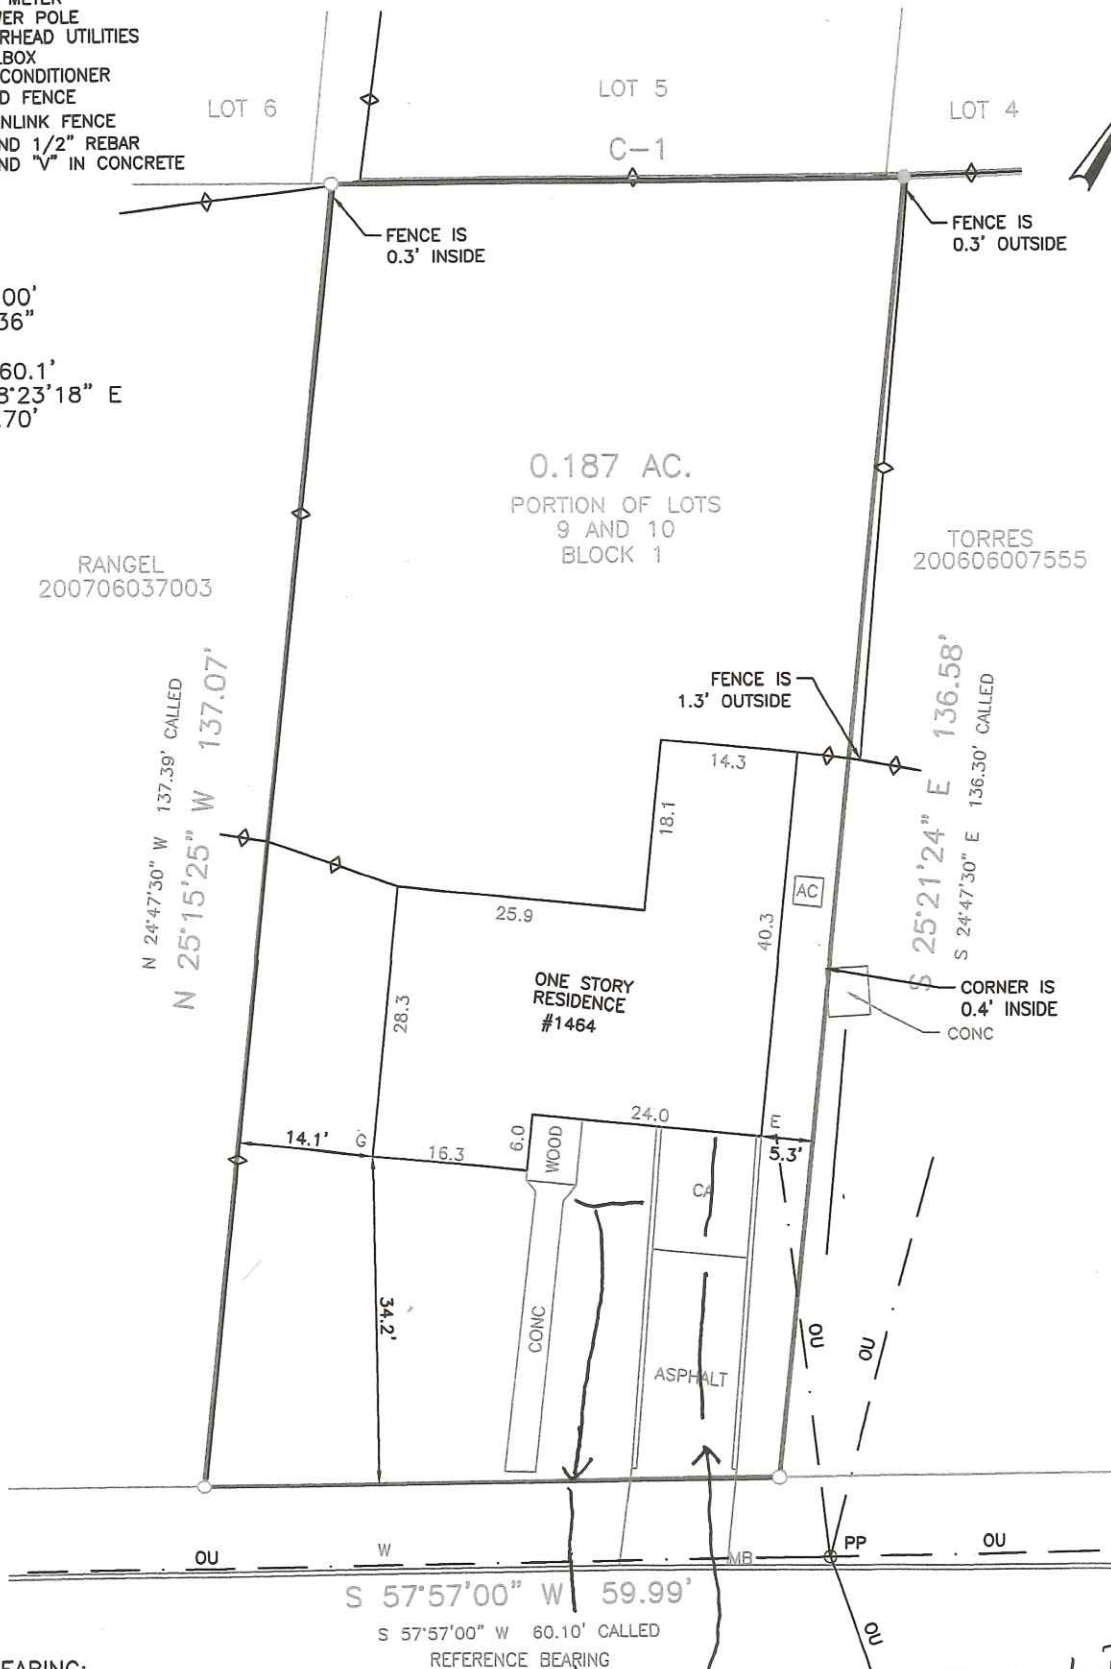 METER
ER POLE
RHEAD UTILITIES
LBOX
CONDITIONER
D FENCE
NLINK FENCE
ND 1/2" REBAR
ND "V" IN CONCRETE
LOT 6
LOT 5
C-1
LOT 4
FENCE IS
0.3' INSIDE
FENCE IS
0.3' OUTSIDE
00'
36"
60.1'
8°23'18" E
.70'
0.187 AC.
PORTION OF LOTS
9 AND 10
BLOCK 1
RANGEL
200706037003
TORRES
200606007555
N 24°47'30" W 137.39' CALLED
N 25°15'25" W 137.07'
FENCE IS
1.3' OUTSIDE
S 25°21'24" E 136.58'
S 24°47'30" E 136.30' CALLED
14.3
18.1
AC
25.9
40.3
ONE STORY
RESIDENCE
#1464
28.3
CORNER IS
0.4' INSIDE
CONC
24.0
E
14.1'
G
16.3
6.0
WOOD
5.3'
CA
34.2'
CONC
ASPHALT
OU
OU
OU
W
MB
PP
OU
S 57°57'00" W 59.99'
S 57°57'00" W 60.10' CALLED
REFERENCE BEARING
OU
EARING: